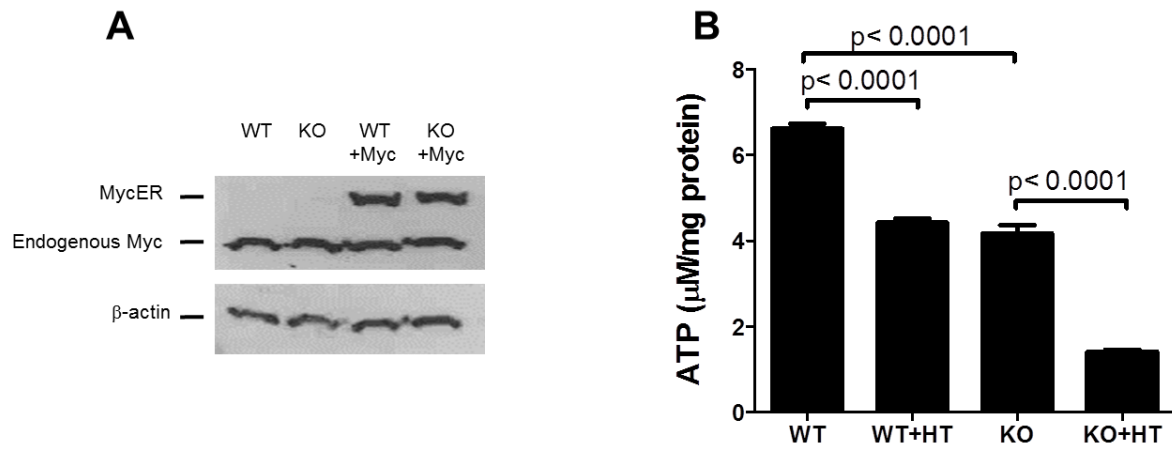 A
WT KO WT KO
+Myc +Myc
MycER
Endogenous Myc
β-actin
B
p< 0.0001
p< 0.0001
p< 0.0001
ATP (μM/mg protein)
8
6
4
2
0
WT WT+HT KO KO+HT